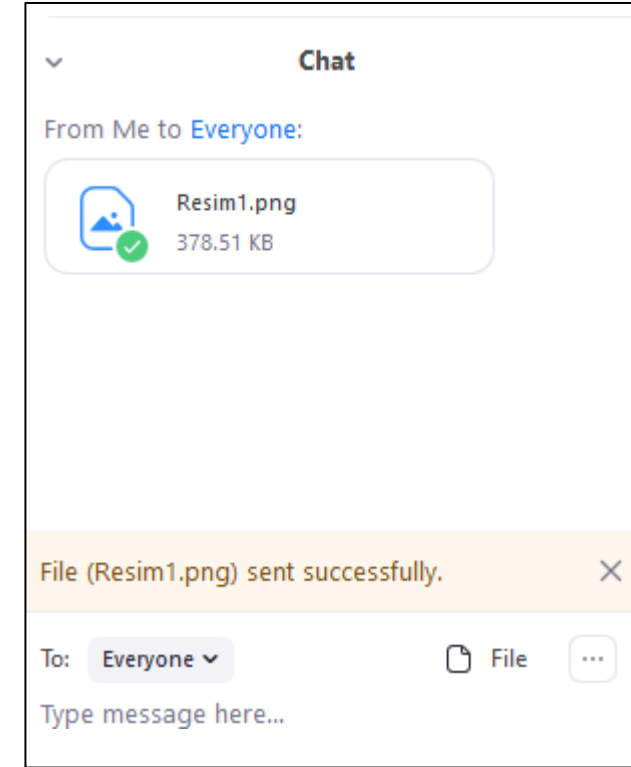 Chat
From Me to Everyone:
Resim1.png
378.51 KB
File (Resim1.png) sent successfully.
To: Everyone File
Type message here...